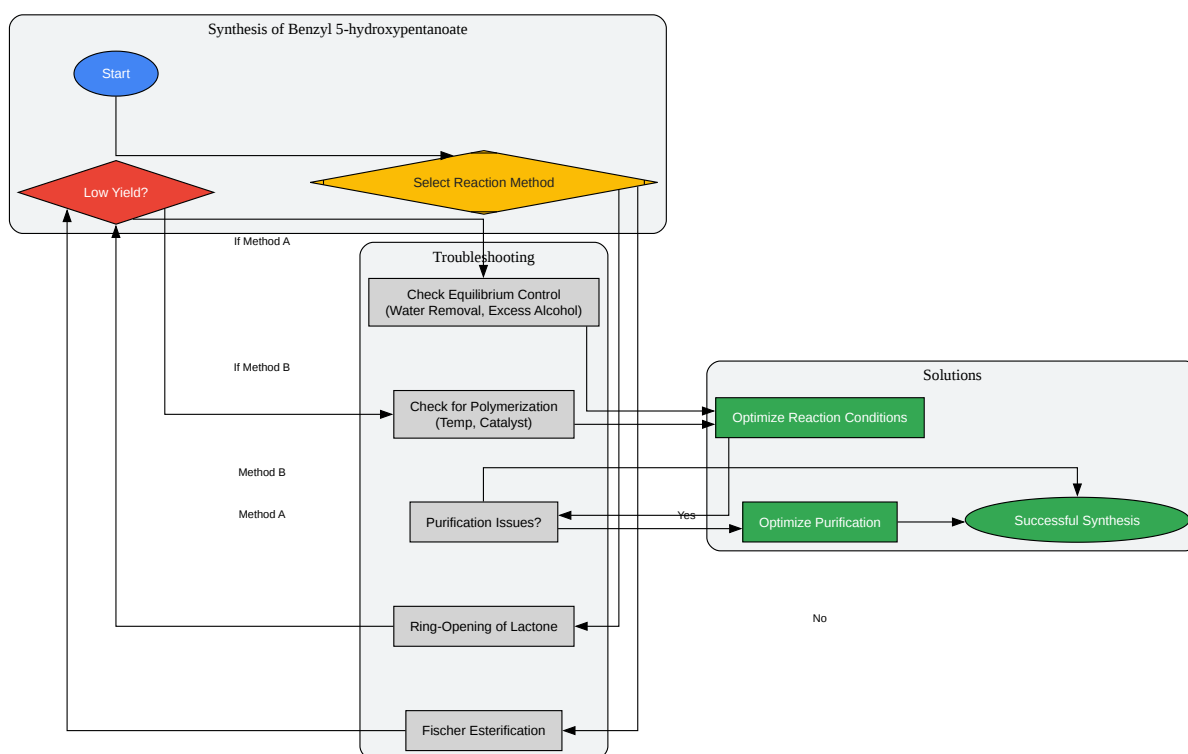 Synthesis of Benzyl 5-hydroxypentanoate
Start
Low Yield?
Select Reaction Method
If Method A
Troubleshooting
Check Equilibrium Control
(Water Removal, Excess Alcohol)
If Method B
Check for Polymerization
(Temp, Catalyst)
Solutions
Optimize Reaction Conditions
Method B
Method A
Purification Issues?
Yes
Optimize Purification
Successful Synthesis
Ring-Opening of Lactone
No
Fischer Esterification